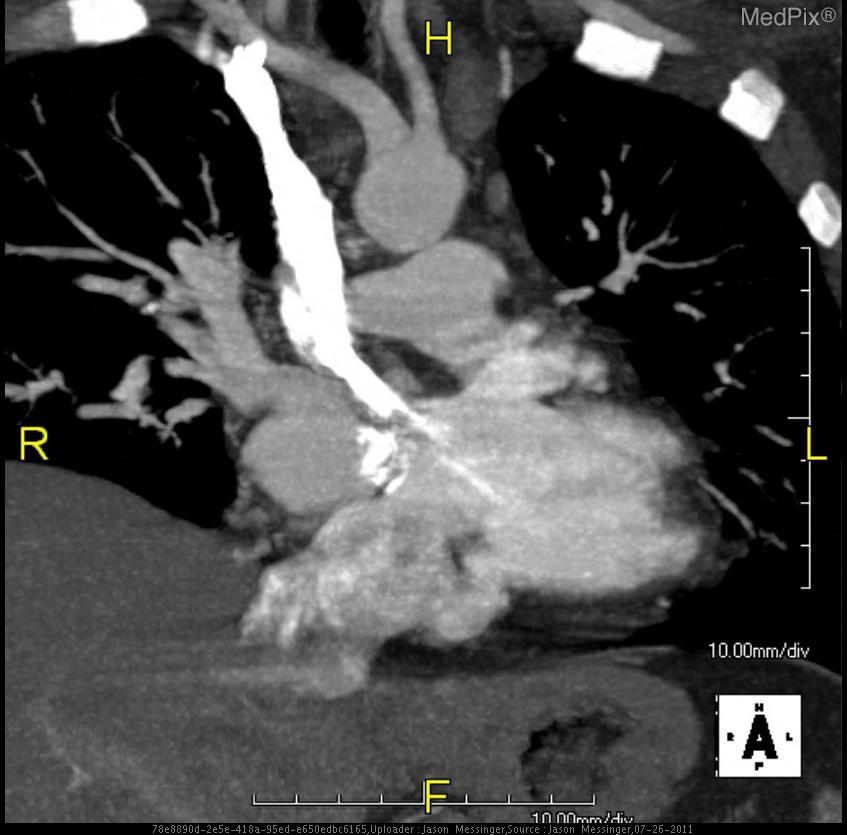 MedPix®
H
R
L
10.00mm/div
H
R A L
F
F
10.00mm/div
78e8890d-2e5e-418a-95ed-e650edbc6165,Uploader:Jason Messinger,Source:Jason Messinger,07-26-2011